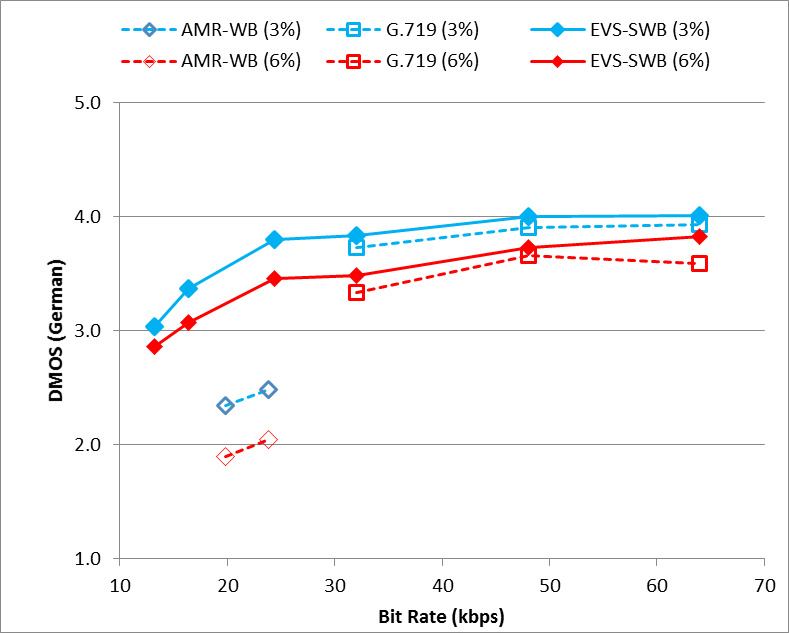 AMR-WB (3%) G.719 (3%) EVS-SWB (3%)
AMR-WB (6%) G.719 (6%) EVS-SWB (6%)
5.0
4.0
3.0
2.0
1.0
DMOS (German)
10 20 30 40 50 60 70
Bit Rate (kbps)